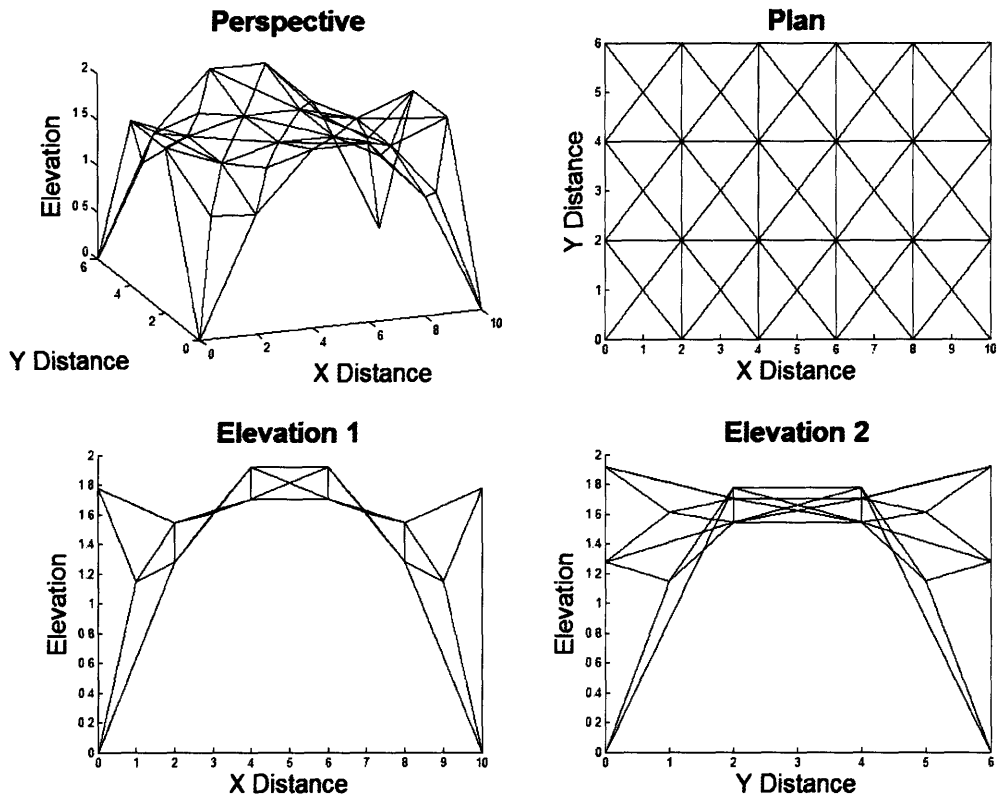 Perspective
2
1 5
1
0 5
0
6
4
2
0
0
2
4
6
8
10
Elevation
Y Distance
X Distance
Plan
6
5
4
3
2
1
0
0 1 2 3 4 5 6 7 8 9 10
Y Distance
X Distance
Elevation 1
2
1 8
1 6
1 4
1 2
1
0 8
0 6
0 4
0 2
0
0 1 2 3 4 5 6 7 8 9 10
Elevation
X Distance
Elevation 2
2
1 8
1 6
1 4
1 2
1
0 8
0 6
0 4
0 2
0
0 1 2 3 4 5 6
Elevation
Y Distance